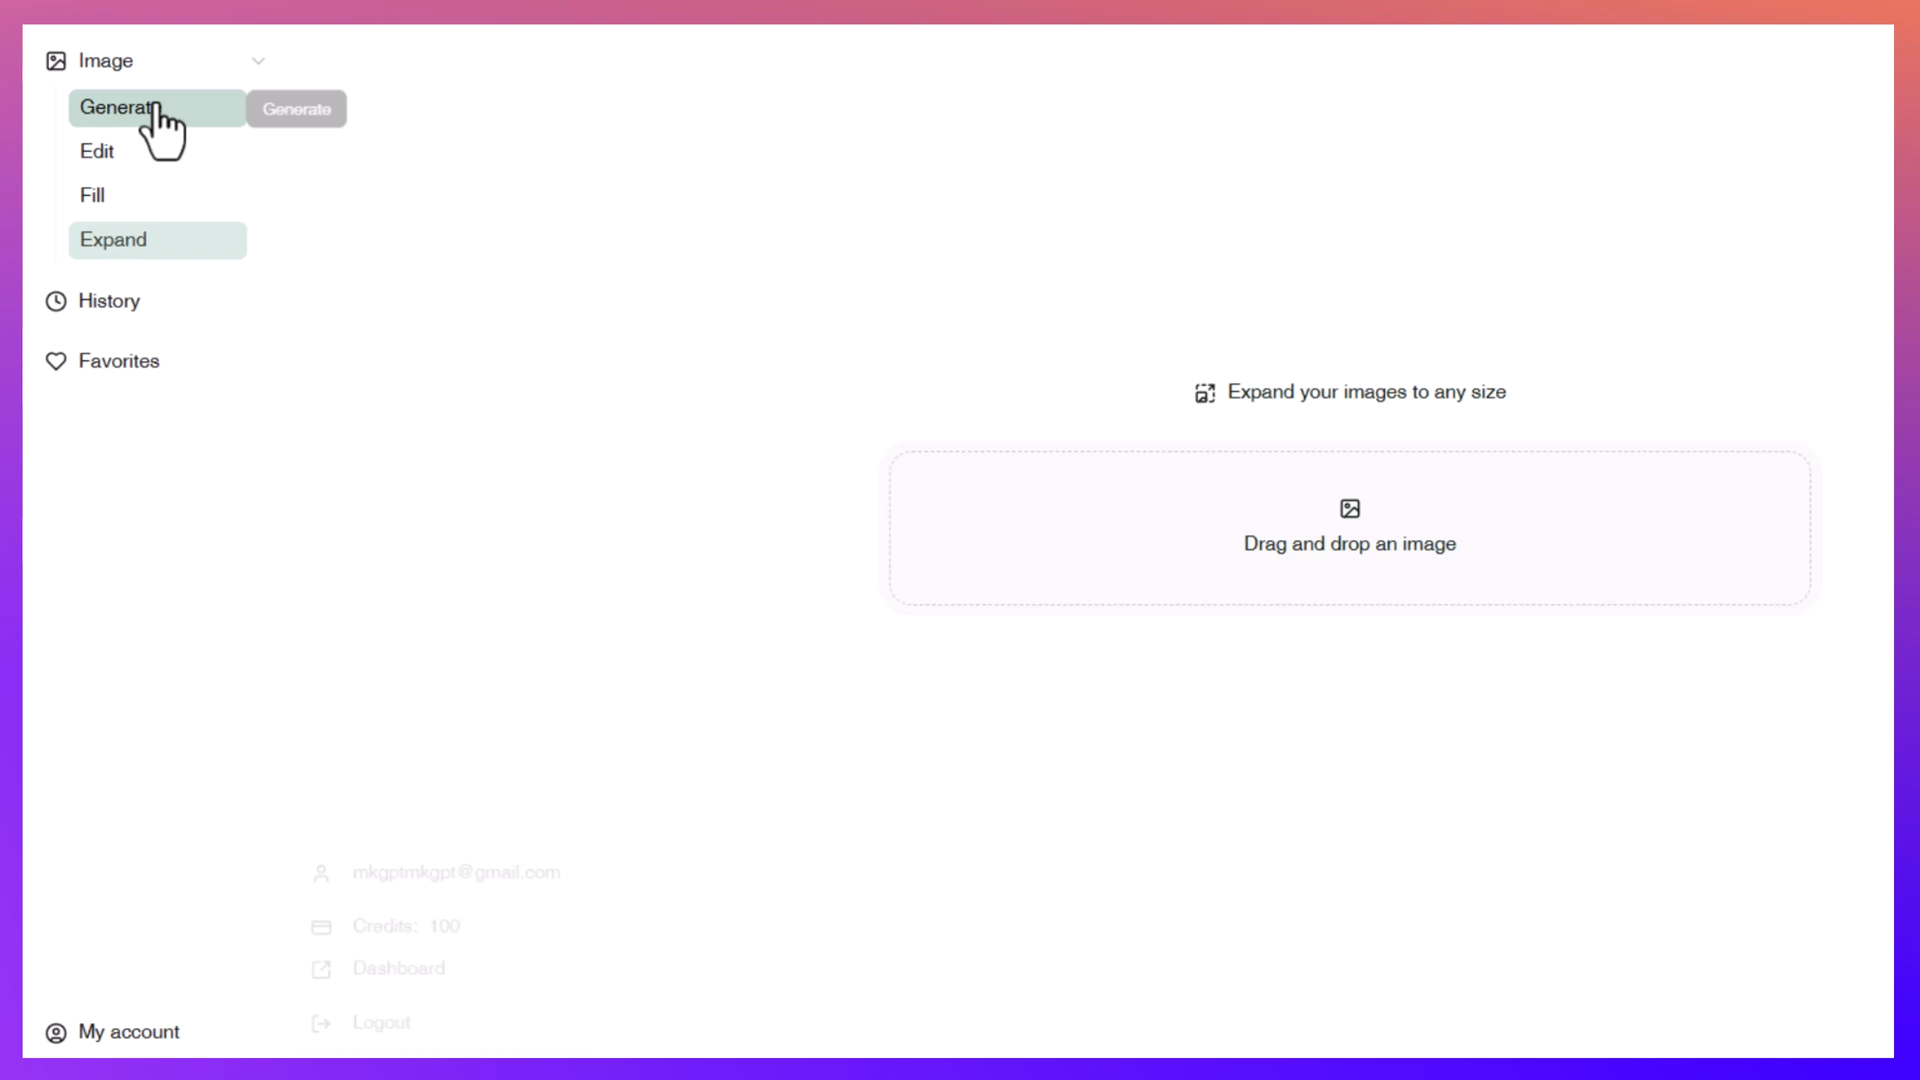 Image
Generate
Generate
Edit
Fill
Expand
History
Favorites
Expand your images to any size
Drag and drop an image
mkgptmkgpt@gmail.com
Credits: 100
Dashboard
Logout
My account